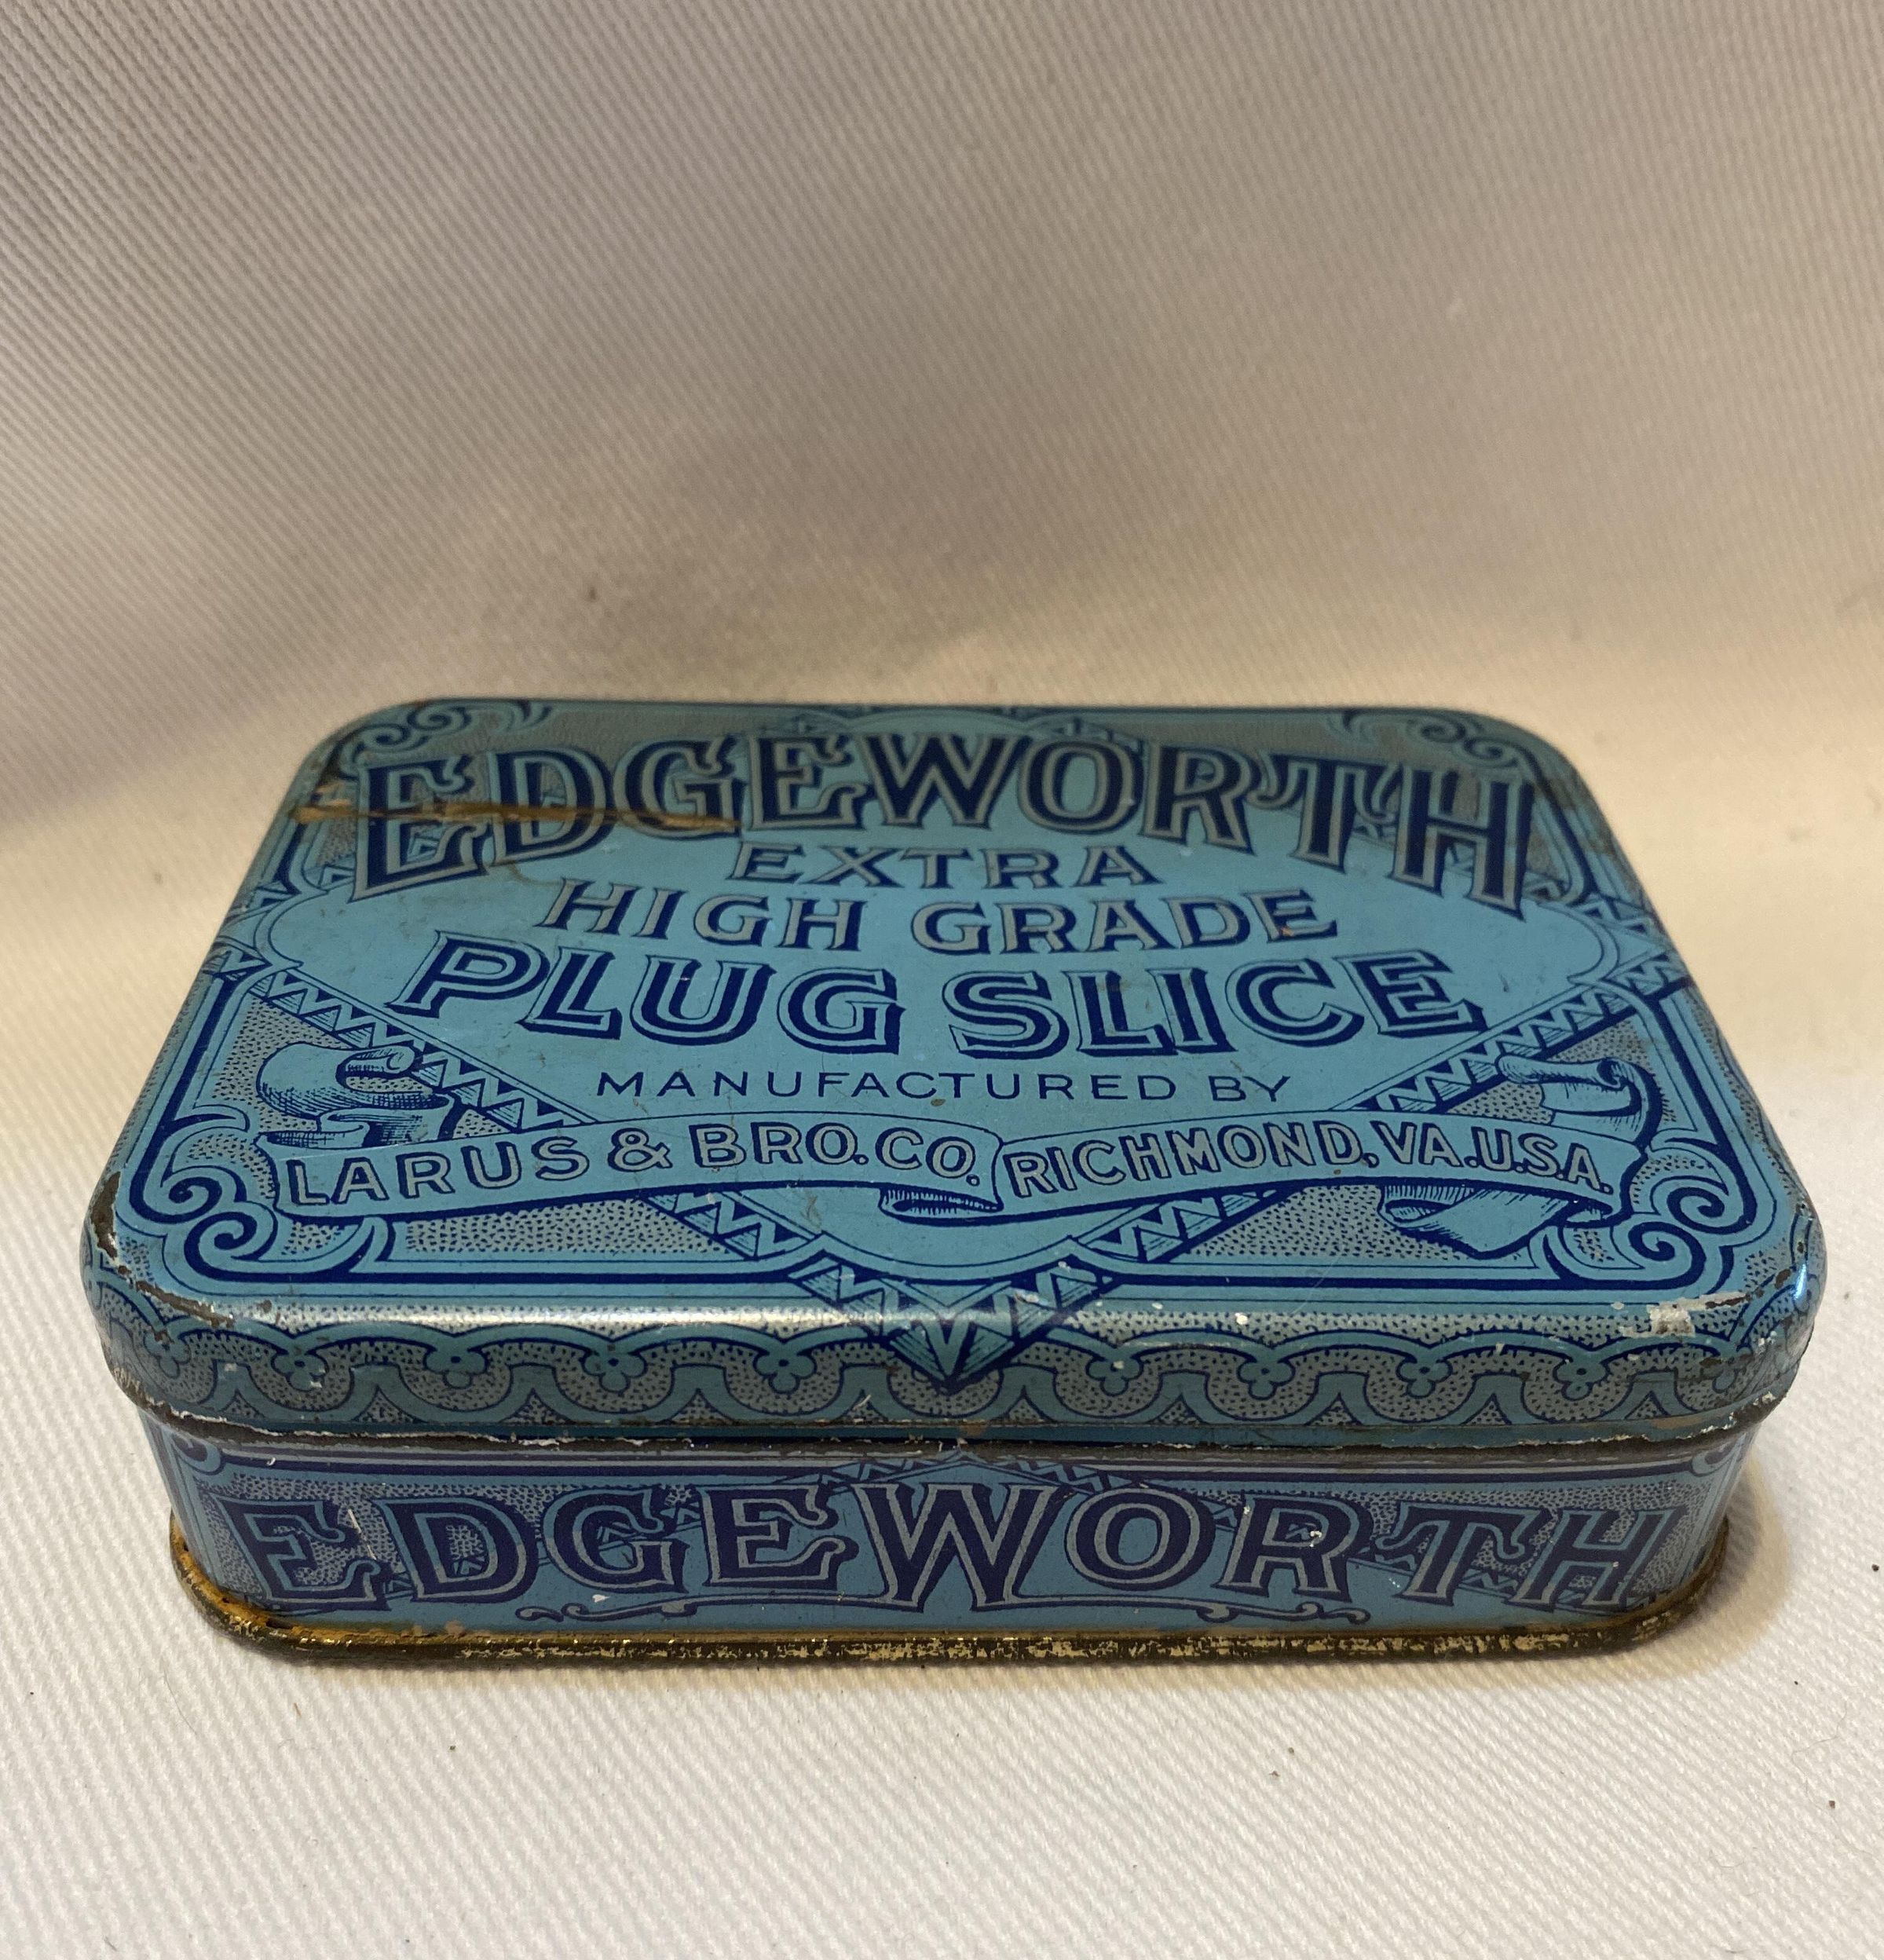 EDGEWORTH
EXTRA
HIGH GRADE
PLUG SLICE
MANUFACTURED BY
LARUS & BRO. CO. RICHMOND, VA. U.S.A.
EDGEWORTH